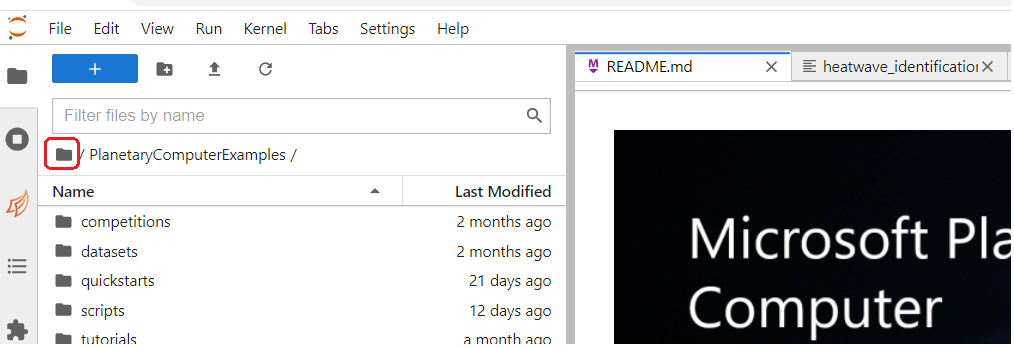 File Edit View Run Kernel Tabs Settings Help
+
README.md
heatwave_identification
Filter files by name
/ PlanetaryComputerExamples /
Name Last Modified
competitions 2 months ago
datasets 2 months ago
quickstarts 21 days ago
scripts 12 days ago
tutorials a month ago
Microsoft Pla
Computer